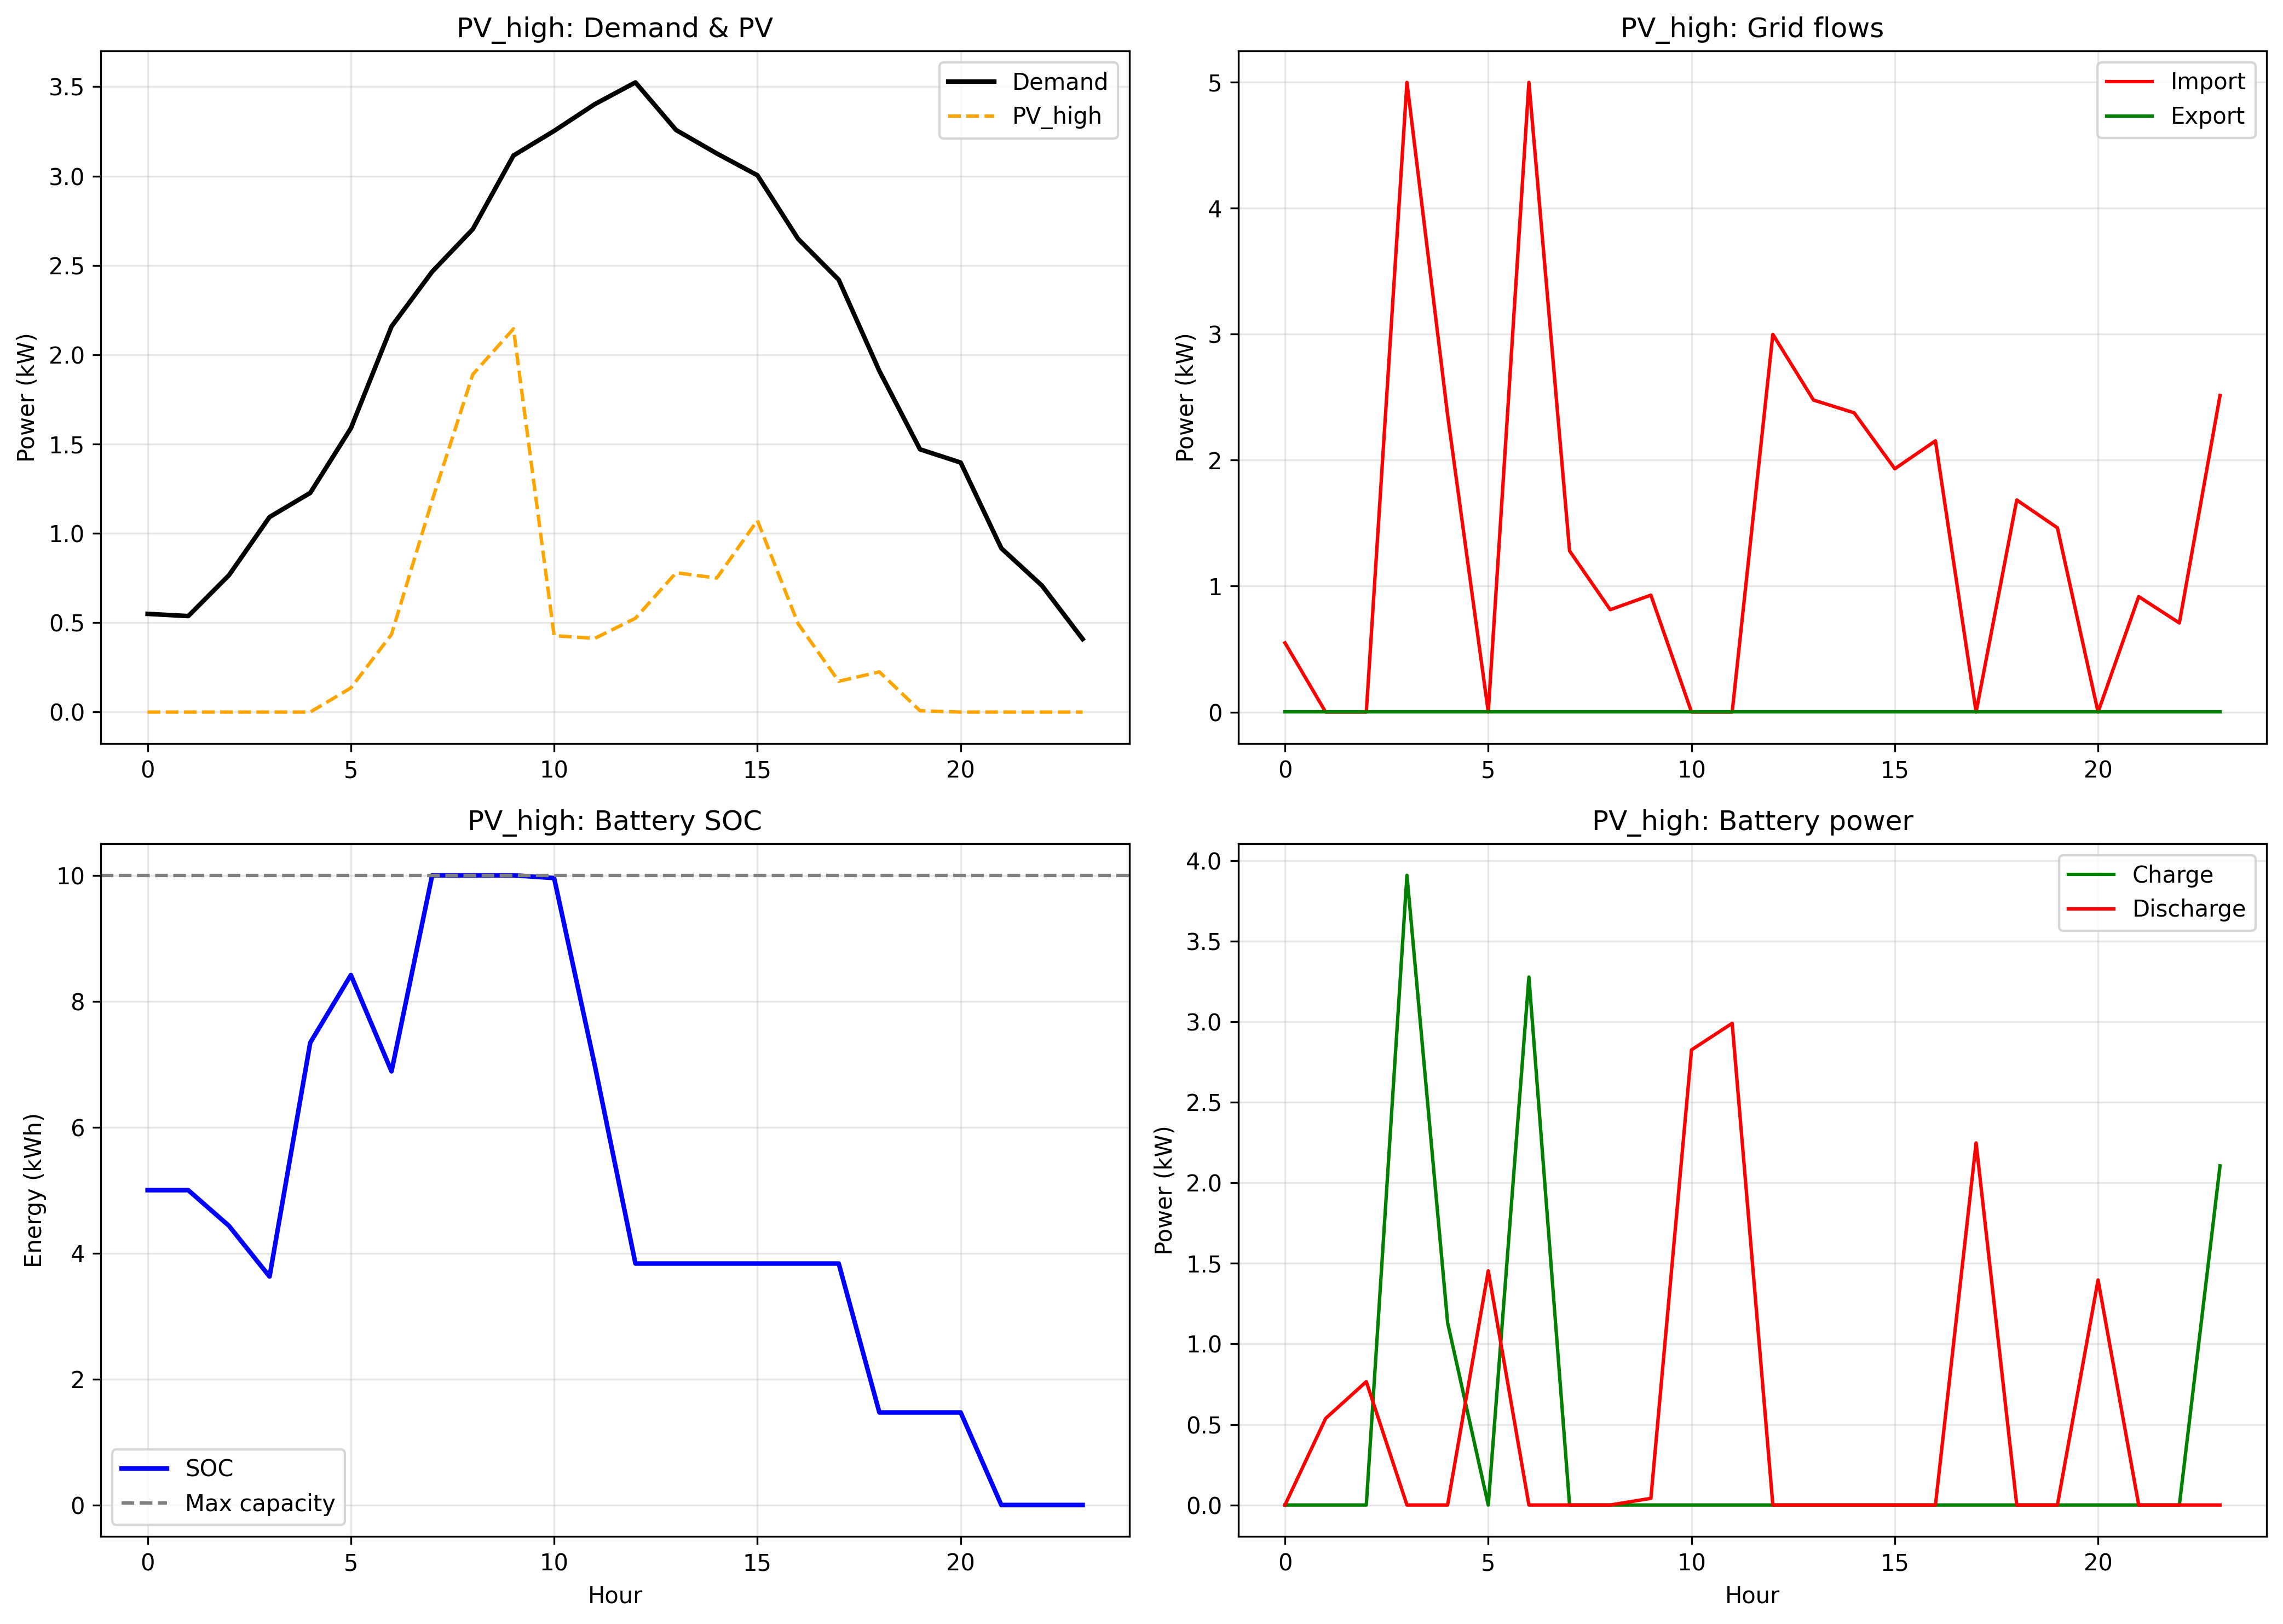 PV_high: Demand & PV
Power (kW)
3.5
3.0
2.5
2.0
1.5
1.0
0.5
0.0
0
5
10
15
20
Demand
PV_high
PV_high: Grid flows
Power (kW)
5
4
3
2
1
0
0
5
10
15
20
Import
Export
PV_high: Battery SOC
Energy (kWh)
10
8
6
4
2
0
0
5
10
15
20
Hour
SOC
Max capacity
PV_high: Battery power
Power (kW)
4.0
3.5
3.0
2.5
2.0
1.5
1.0
0.5
0.0
0
5
10
15
20
Hour
Charge
Discharge